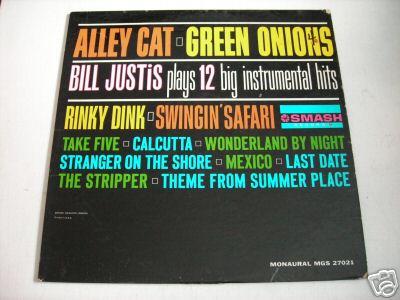 ALLEY CAT GREEN ONIONS
BILL JUSTIS plays 12 big instrumental hits
RINKY DINK SWINGIN' SAFARI SMASH
TAKE FIVE CALCUTTA WONDERLAND BY NIGHT
STRANGER ON THE SHORE MEXICO LAST DATE
THE STRIPPER THEME FROM SUMMER PLACE
MONAURAL MGS 27021
ebY